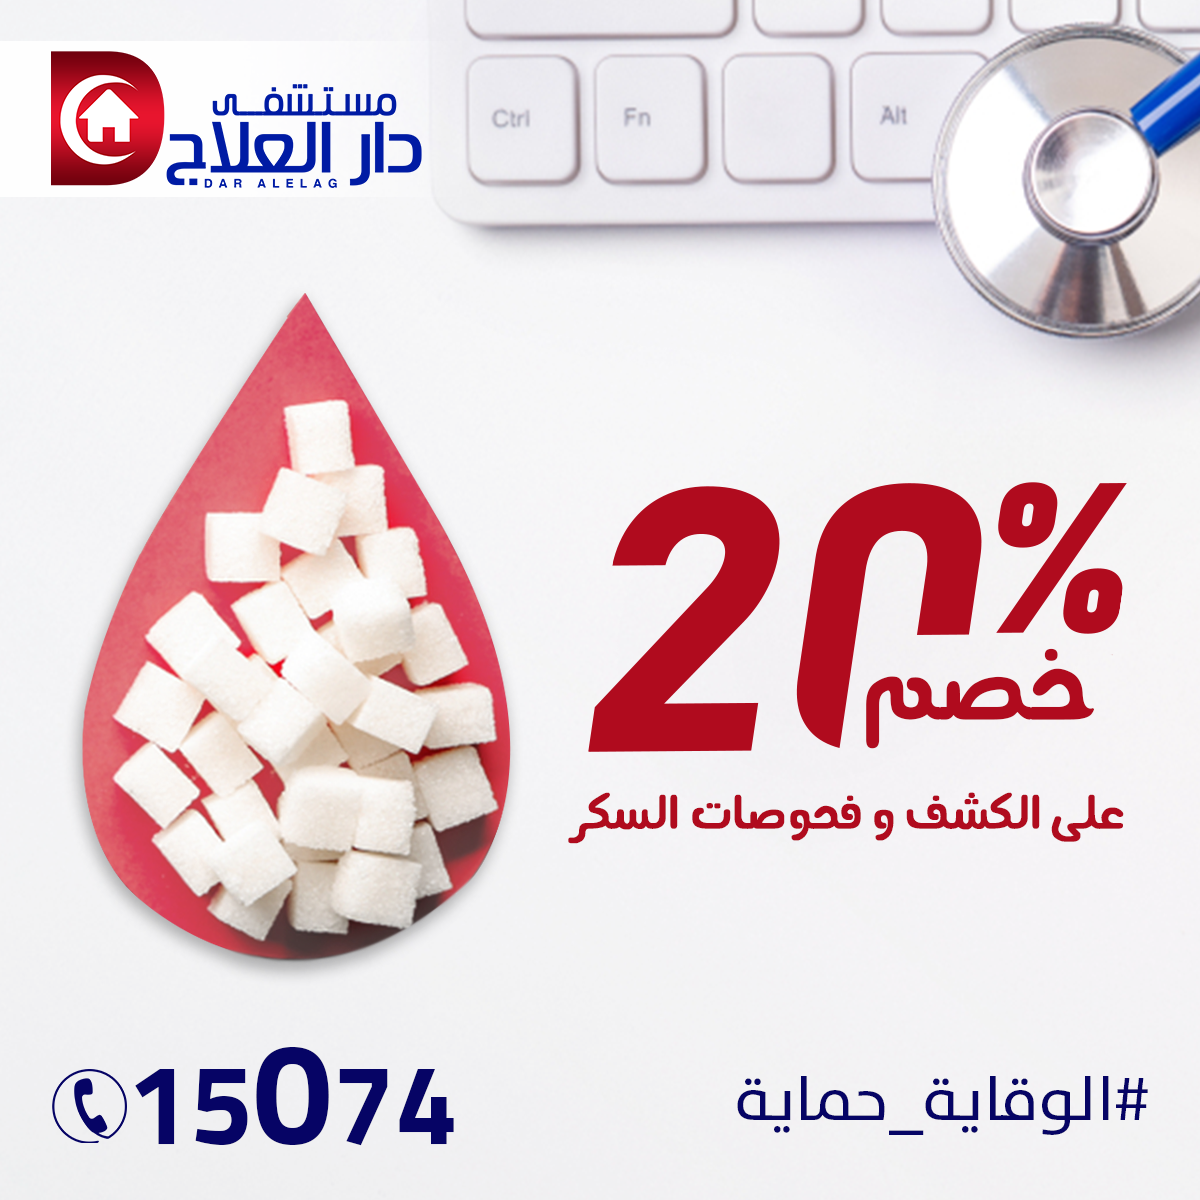 مستشفى
دار العلاج
DAR ALELAG
Ctrl
Fn
Alt
20%
خصم
على الكشف و فحوصات السكر
15074
#الوقاية_حماية